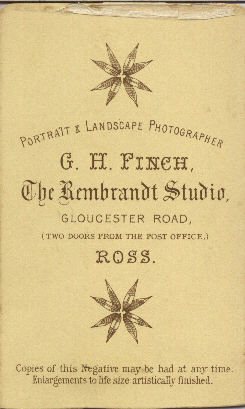 PORTRAIT & LANDSCAPE PHOTOGRAPHER
G. H. FINCH,
The Rembrandt Studio,
GLOUCESTER ROAD,
(TWO DOORS FROM THE POST OFFICE,)
ROSS.
Copies of this Negative may be had at any time.
Enlargements to life size artistically finished.